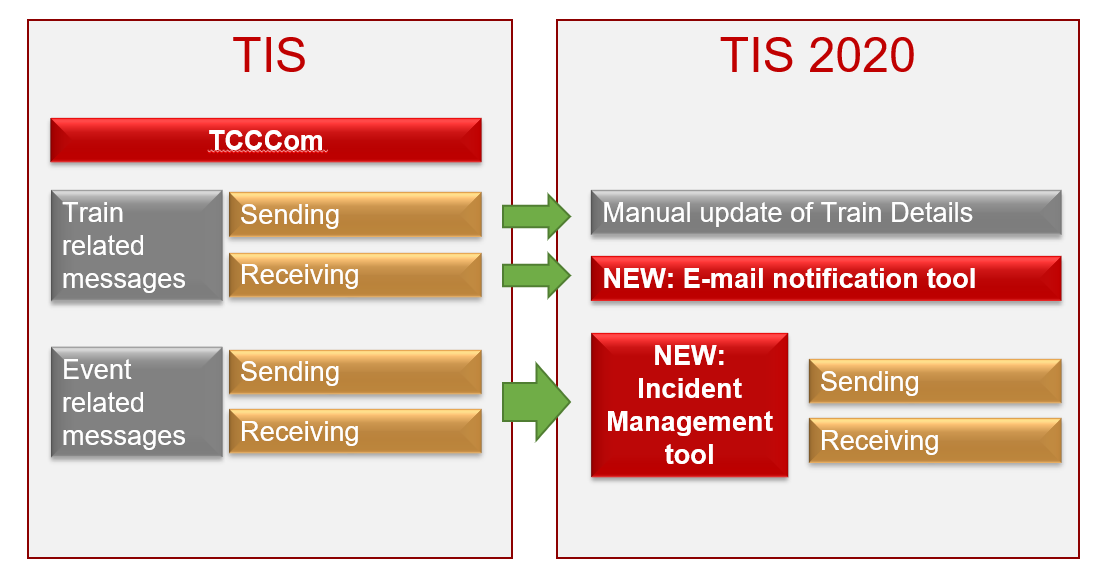 TIS
TCCCom
Train
related
messages
Sending
Receiving
Event
related
messages
Sending
Receiving
TIS 2020
Manual update of Train Details
NEW: E-mail notification tool
NEW:
Incident
Management
tool
Sending
Receiving